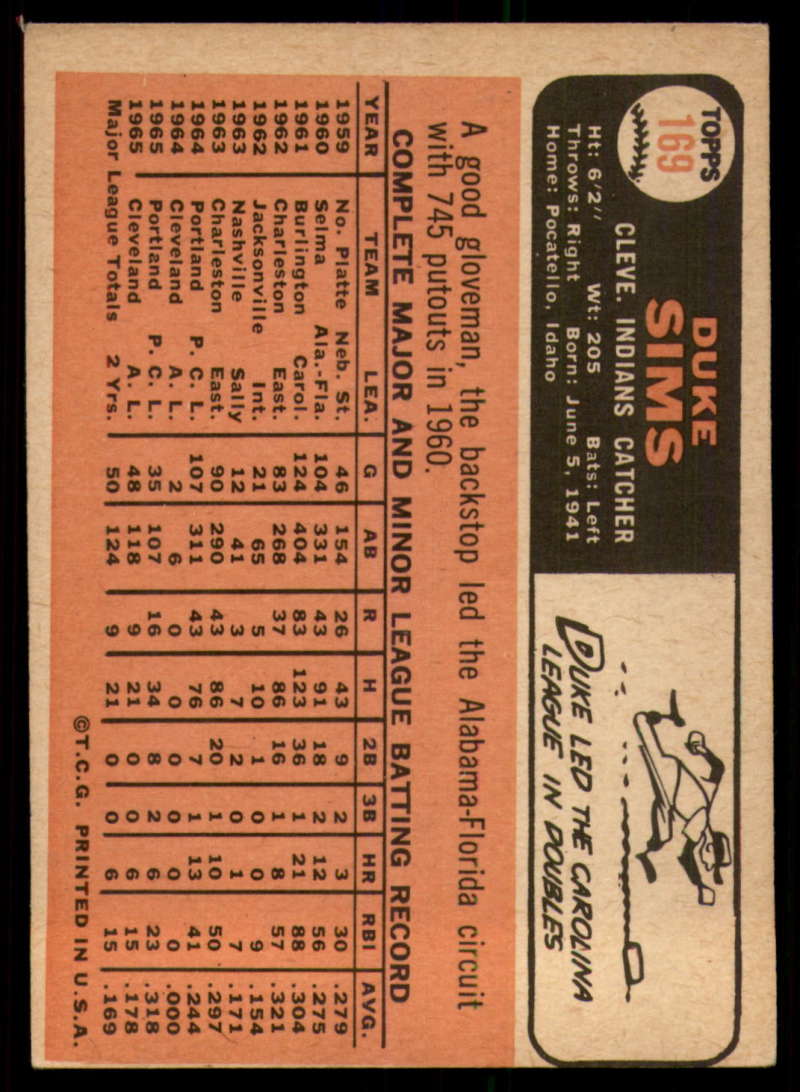 TOPPS
169
DUKE
SIMS
CLEVE. INDIANS CATCHER
Ht: 6'2" Wt: 205 Bats: Left
Throws: Right Born: June 5, 1941
Home: Pocatello, Idaho
DUKE LED THE CAROLINA
LEAGUE IN DOUBLES
A good gloveman, the backstop led the Alabama-Florida circuit
with 745 putouts in 1960.
COMPLETE MAJOR AND MINOR LEAGUE BATTING RECORD
YEAR TEAM LEA. G AB R H 2B 3B HR RBI AVG.
1959 No. Platte Neb. St. 46 154 26 43 9 2 3 30 .279
1960 Selma Ala.-Fla. 104 331 43 91 18 2 12 56 .275
1961 Burlington Carol. 124 404 83 123 36 1 21 88 .304
1962 Charleston East. 83 268 37 86 16 1 8 57 .321
1962 Jacksonville Int. 21 65 5 10 1 0 0 9 .154
1963 Nashville Sally 12 41 3 7 2 0 1 7 .171
1963 Charleston East. 90 290 43 86 20 1 10 50 .297
1964 Portland P. C. L. 107 311 43 76 7 1 13 41 .244
1964 Cleveland A. L. 2 6 0 0 0 0 0 0 .000
1965 Portland P. C. L. 35 107 16 34 8 2 6 23 .318
1965 Cleveland A. L. 48 118 9 21 0 0 6 15 .178
Major League Totals 2 Yrs. 50 124 9 21 0 0 6 15 .169
©T.C.G. PRINTED IN U.S.A.